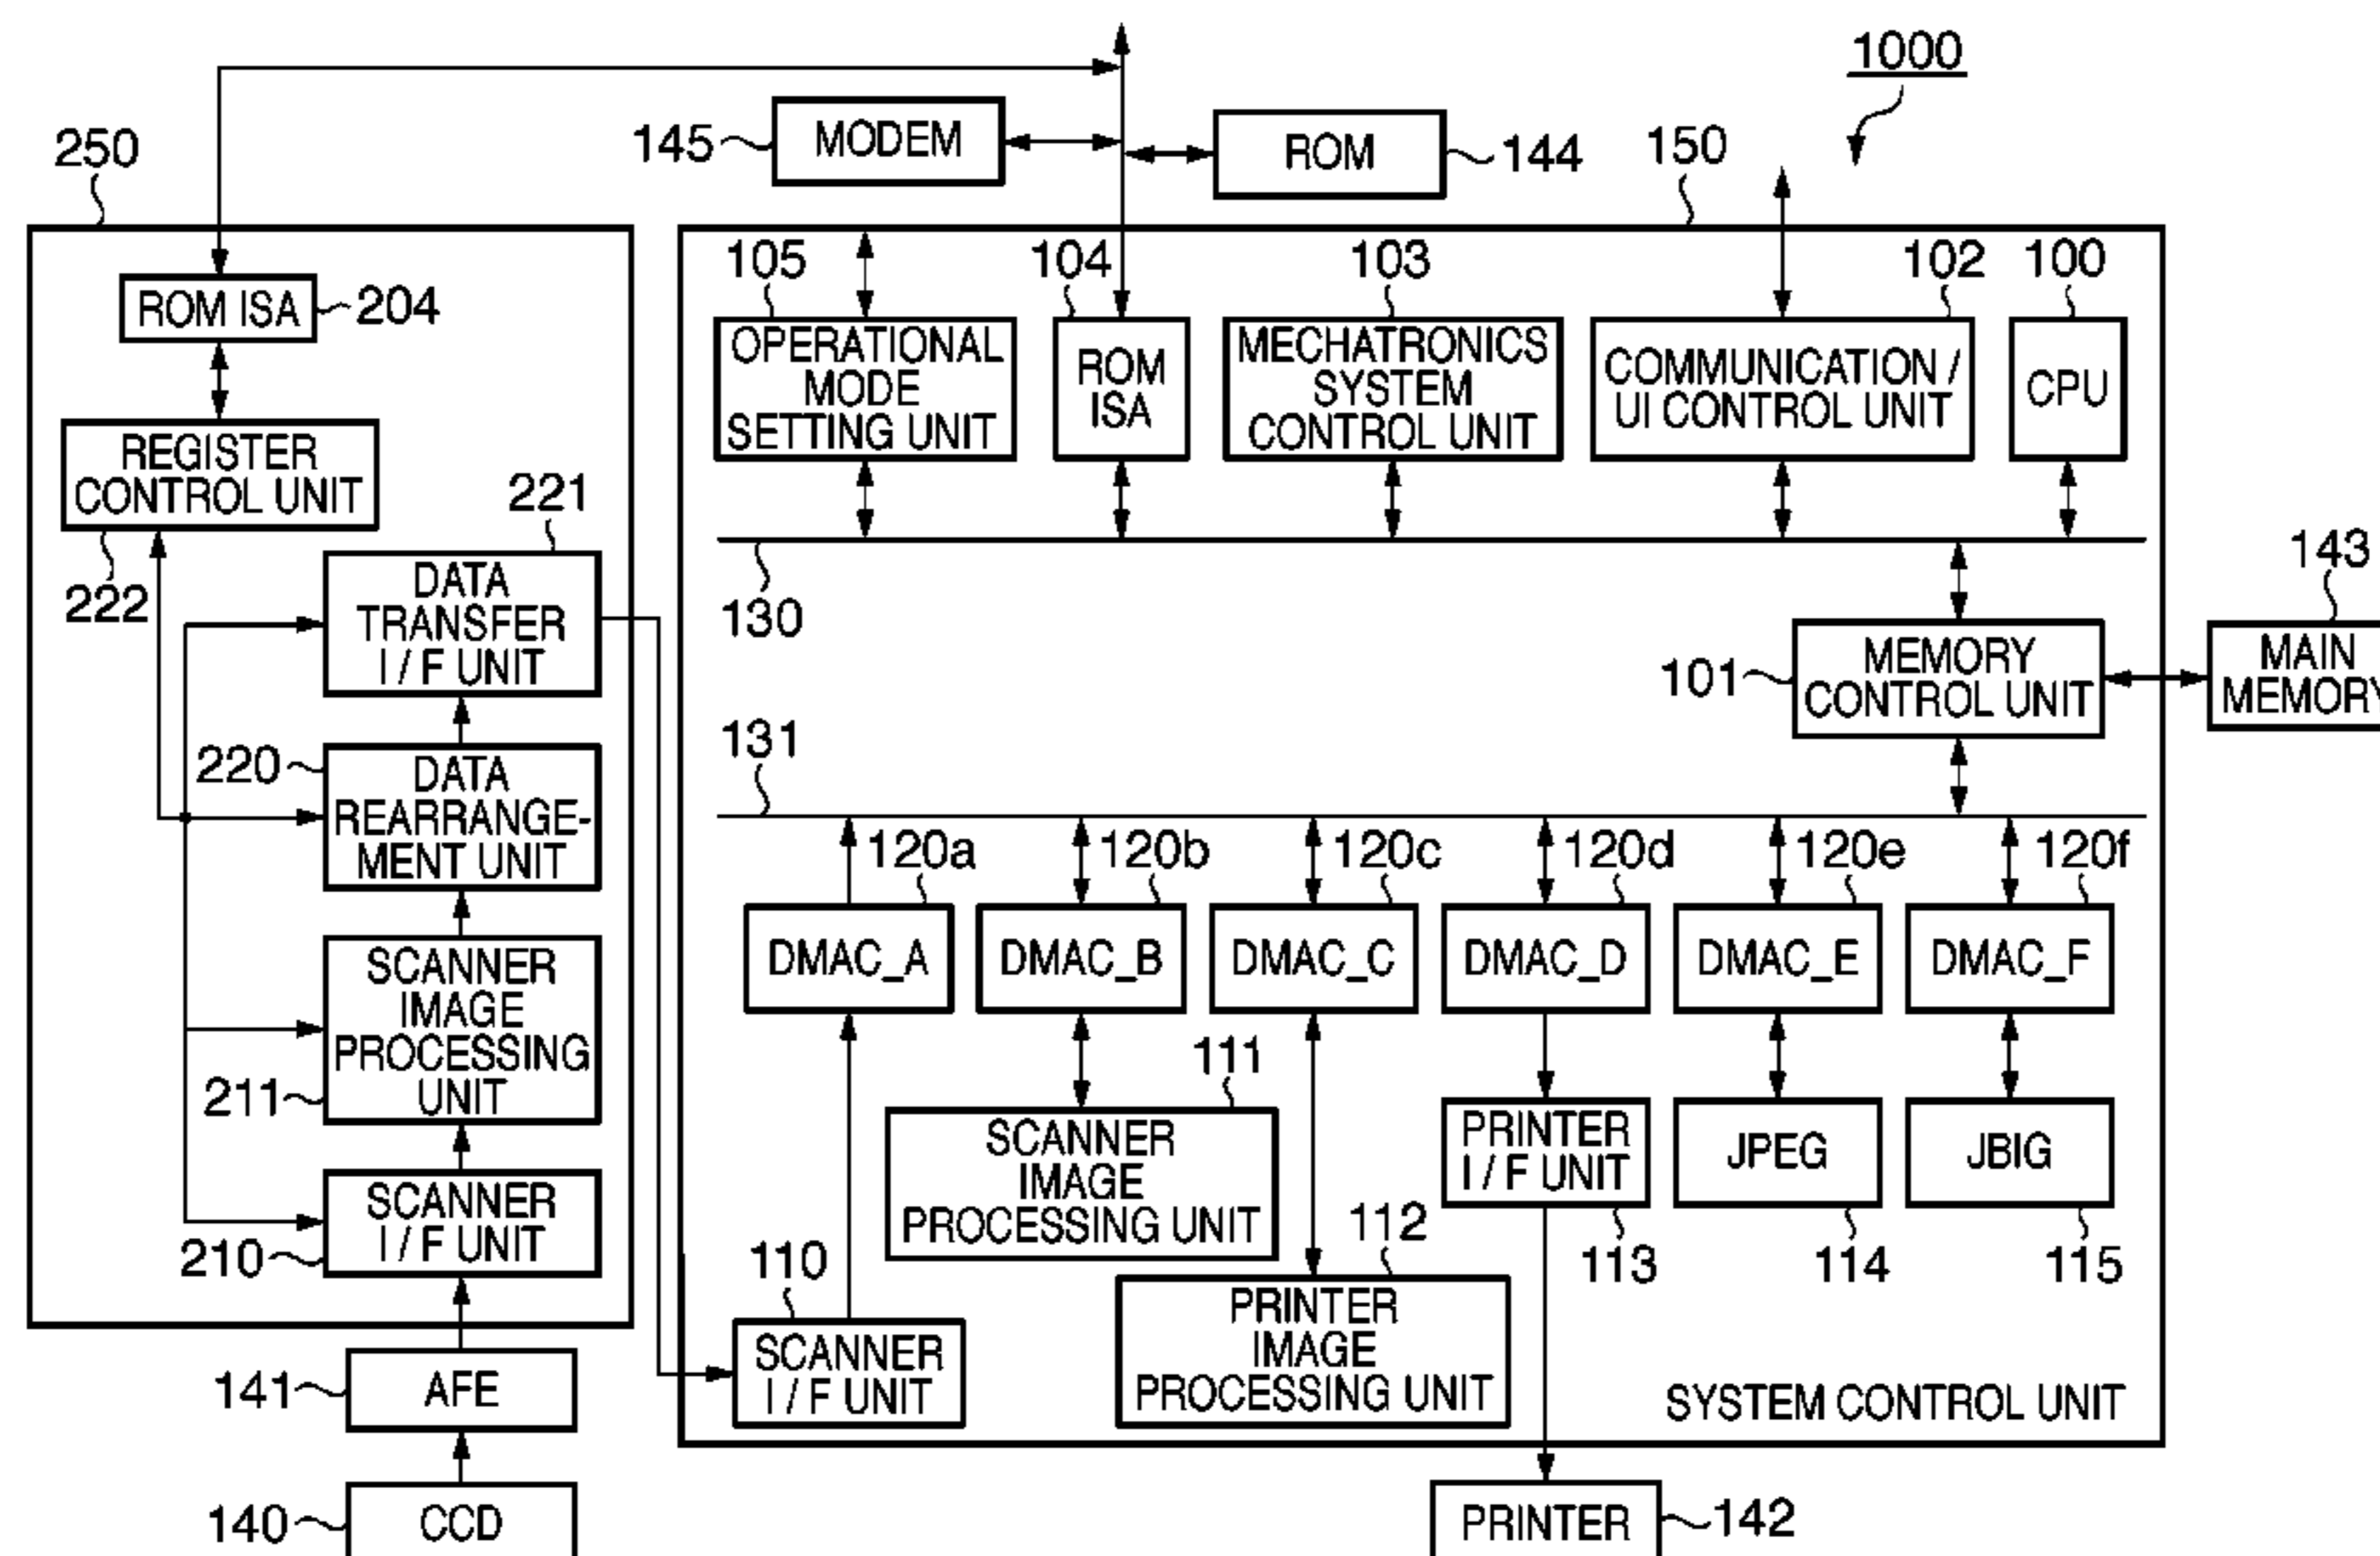 1000
145
MODEM
ROM
144
150
250
ROM ISA
204
REGISTER
CONTROL UNIT
222
221
DATA
TRANSFER
I / F UNIT
220
DATA
REARRANGE-
MENT UNIT
SCANNER
IMAGE
PROCESSING
UNIT
211
SCANNER
I / F UNIT
210
141
AFE
140
CCD
105
OPERATIONAL
MODE
SETTING UNIT
104
ROM
ISA
103
MECHATRONICS
SYSTEM
CONTROL UNIT
102
COMMUNICATION /
UI CONTROL UNIT
100
CPU
130
101
MEMORY
CONTROL UNIT
143
MAIN
MEMORY
131
120a
120b
120c
120d
120e
120f
DMAC_A
DMAC_B
DMAC_C
DMAC_D
DMAC_E
DMAC_F
111
SCANNER
IMAGE
PROCESSING UNIT
112
PRINTER
IMAGE
PROCESSING UNIT
PRINTER
I / F UNIT
113
JPEG
114
JBIG
115
110
SCANNER
I / F UNIT
SYSTEM CONTROL UNIT
PRINTER
142